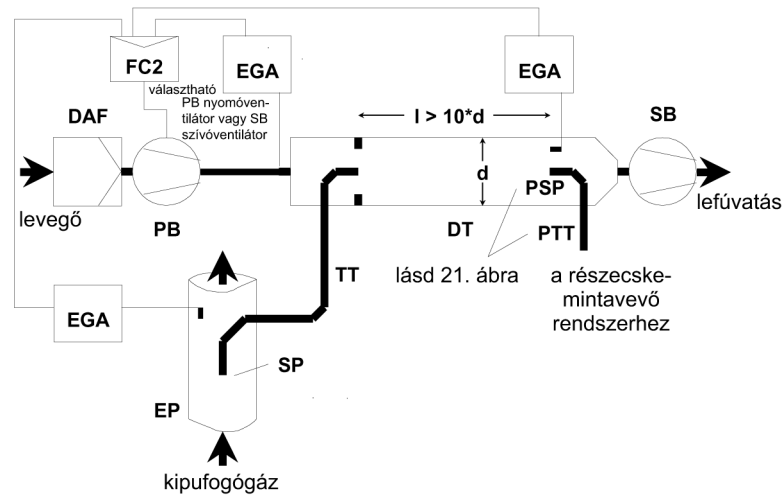 FC2
EGA
EGA
választható
PB nyomóven-
tilátor vagy SB
szívóventilátor
DAF
l > 10*d
SB
d
PSP
levegő
PB
DT
PTT
lefúvatás
TT
lásd 21. ábra
a részecske-
mintavevő
rendszerhez
EGA
SP
EP
kipufogógáz